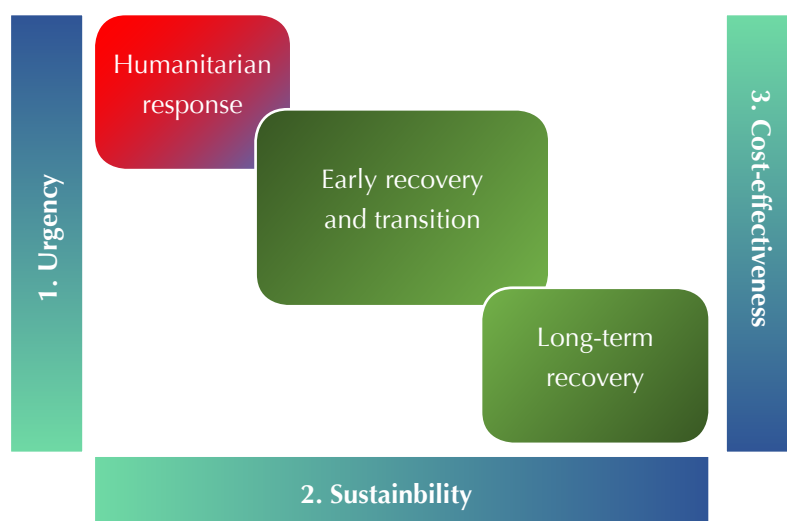 Humanitarian
response
Early recovery
and transition
Long-term
recovery
1. Urgency
2. Sustainbility
3. Cost-effectiveness